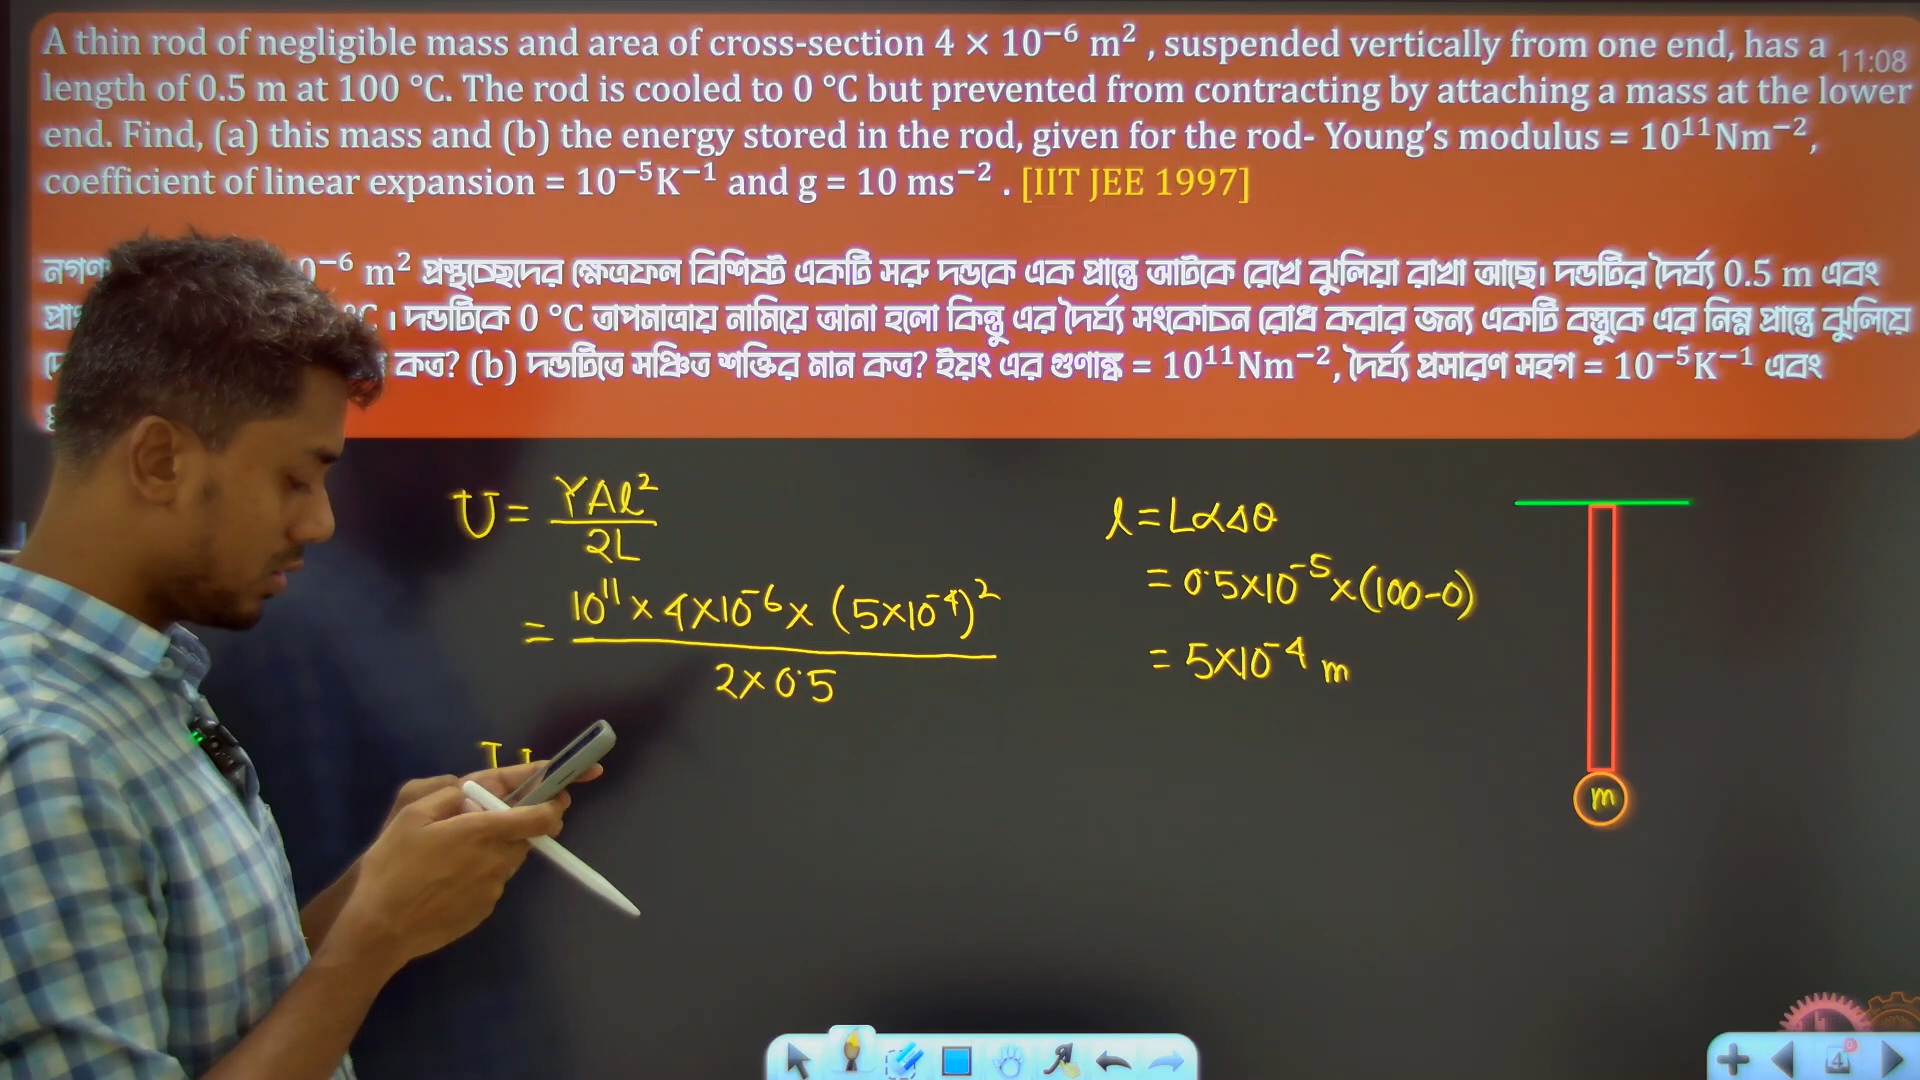 A thin rod of negligible mass and area of cross-section 4 × 10⁻⁶ m² , suspended vertically from one end, has a
11:08
length of 0.5 m at 100 °C. The rod is cooled to 0 °C but prevented from contracting by attaching a mass at the lower
end. Find, (a) this mass and (b) the energy stored in the rod, given for the rod- Young's modulus = 10¹¹Nm⁻²,
coefficient of linear expansion = 10⁻⁵K⁻¹ and g = 10 ms⁻² . [IIT JEE 1997]
⁻⁶ m² প্রস্থচ্ছেদের ক্ষেত্রফল বিশিষ্ট একটি সরু দন্ডকে এক প্রান্তে আটকে রেখে ঝুলিয়া রাখা আছে। দন্ডটির দৈর্ঘ্য 0.5 m এবং
°C । দন্ডটিকে 0 °C তাপমাত্রায় নামিয়ে আনা হলো কিন্তু এর দৈর্ঘ্য সংকোচন রোধ করার জন্য একটি বস্তুকে এর নিম্ন প্রান্তে ঝুলিয়ে
কত? (b) দন্ডটিতে সঞ্চিত শক্তির মান কত? ইয়ং এর গুণাঙ্ক = 10¹¹Nm⁻², দৈর্ঘ্য প্রসারণ সহগ = 10⁻⁵K⁻¹ এবং
U = YAl² / 2L
= 10¹¹ × 4×10⁻⁶ × (5×10⁻⁴)² / 2×0.5
U
l = LαΔθ
= 0.5×10⁻⁵×(100-0)
= 5×10⁻⁴ m
m
4